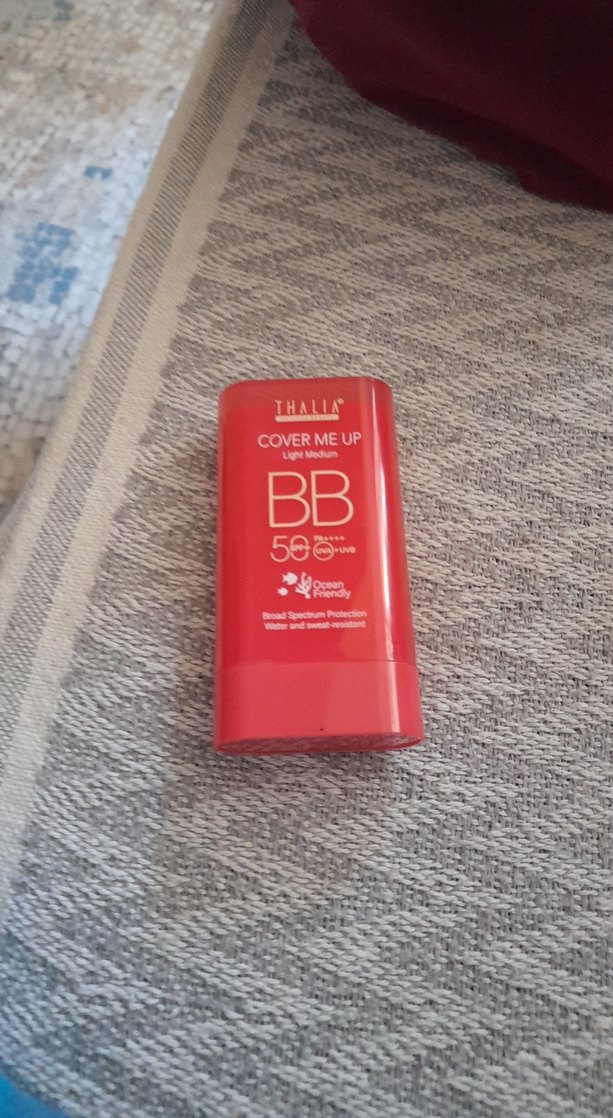 THALIA®
COVER ME UP
Light Medium
BB
50 SPF+ PA++++
UVA+UVB
Ocean
Friendly
Broad Spectrum Protection
Water and sweat-resistant